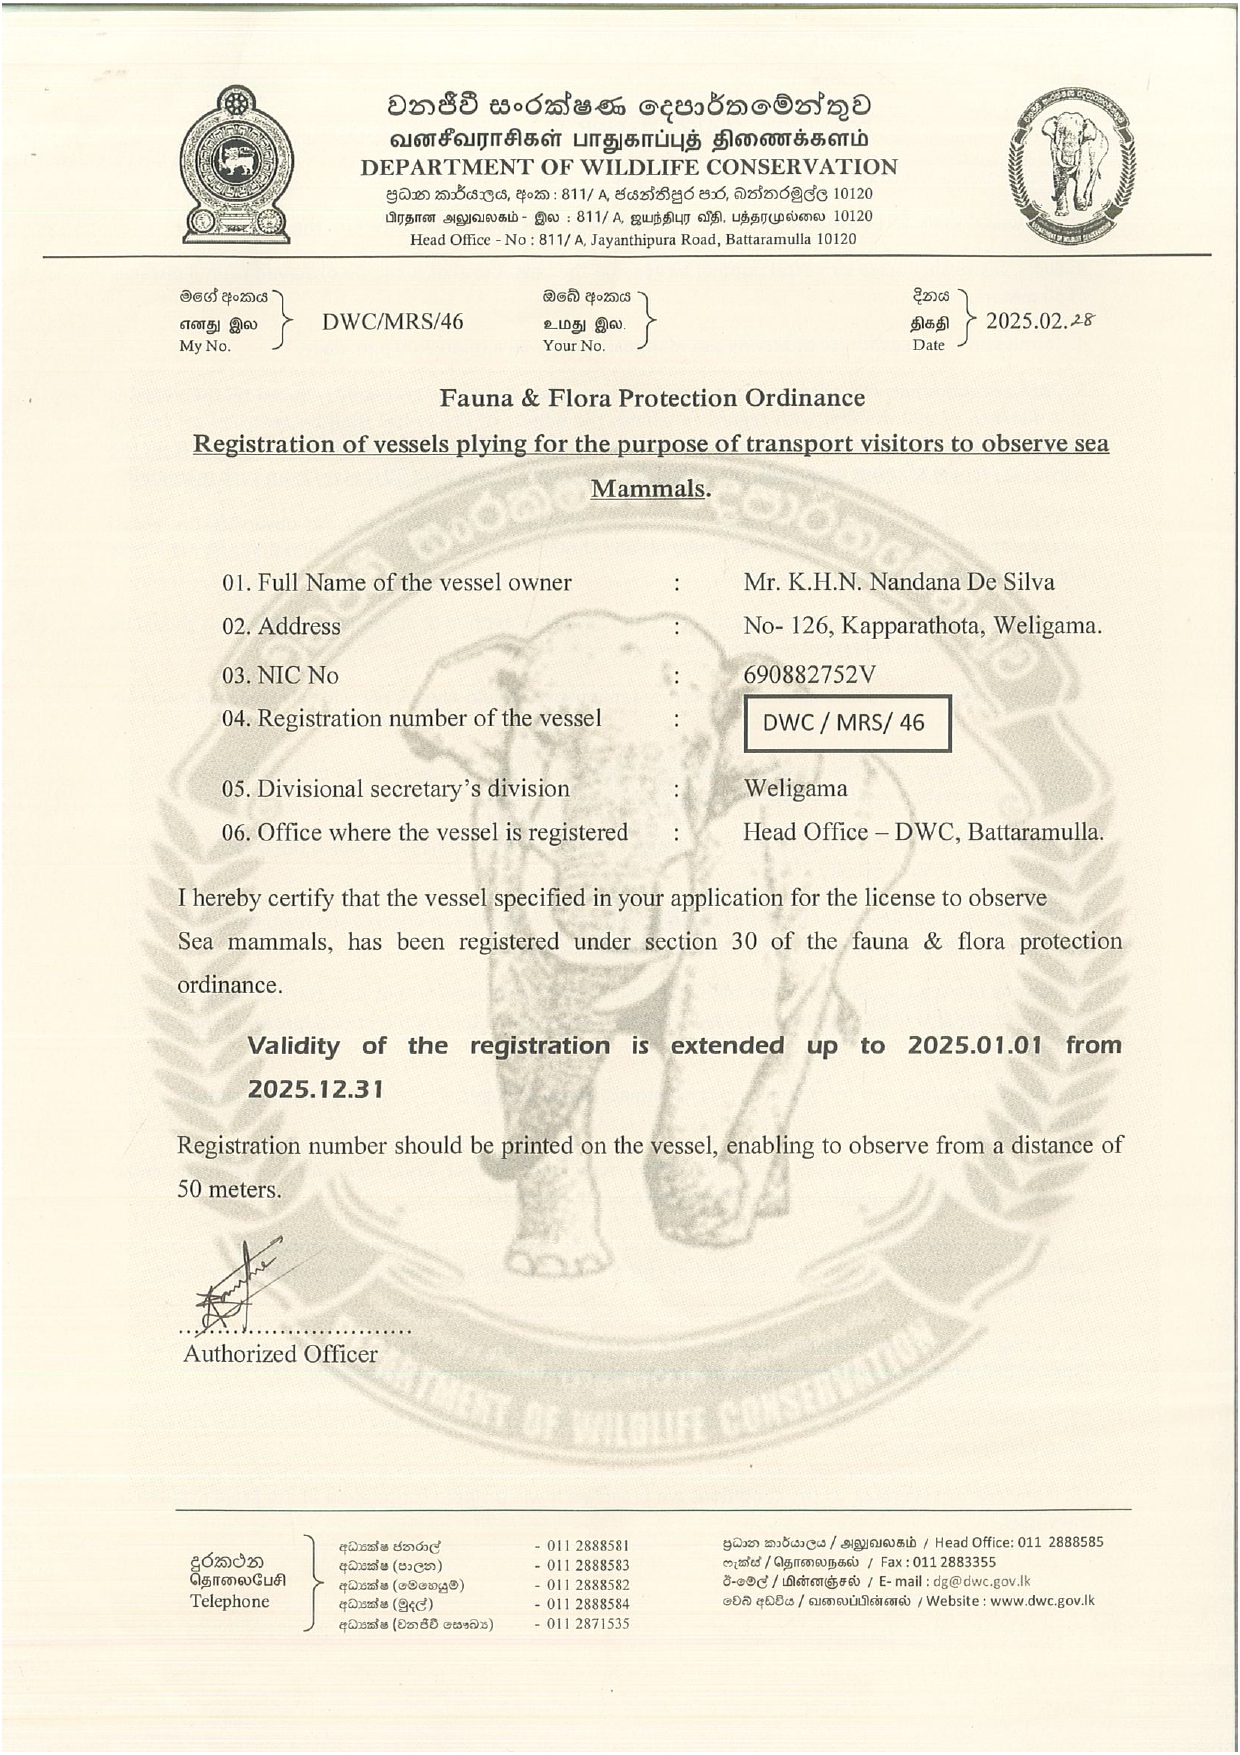 වනජීවී සංරක්ෂණ දෙපාර්තමේන්තුව
வனசீவராசிகள் பாதுகாப்புத் திணைக்களம்
DEPARTMENT OF WILDLIFE CONSERVATION
ප්‍රධාන කාර්යාලය, අංක : 811/ A, ජයන්තිපුර පාර, බත්තරමුල්ල 10120
பிரதான அலுவலகம் - இல : 811/ A, ஜயந்திபுர வீதி, பத்தரமுல்லை 10120
Head Office - No : 811/ A, Jayanthipura Road, Battaramulla 10120
මගේ අංකය
எனது இல
My No.
DWC/MRS/46
ඔබේ අංකය
உமது இல.
Your No.
දිනය
திகதி
Date
2025.02.28
Fauna & Flora Protection Ordinance
Registration of vessels plying for the purpose of transport visitors to observe sea
Mammals.
01. Full Name of the vessel owner : Mr. K.H.N. Nandana De Silva
02. Address : No- 126, Kapparathota, Weligama.
03. NIC No : 690882752V
04. Registration number of the vessel : DWC / MRS/ 46
05. Divisional secretary’s division : Weligama
06. Office where the vessel is registered : Head Office – DWC, Battaramulla.
I hereby certify that the vessel specified in your application for the license to observe
Sea mammals, has been registered under section 30 of the fauna & flora protection
ordinance.
Validity of the registration is extended up to 2025.01.01 from
2025.12.31
Registration number should be printed on the vessel, enabling to observe from a distance of
50 meters.
Authorized Officer
DEPARTMENT OF WILDLIFE CONSERVATION
දුරකථන
தொலைபேசி
Telephone
අධ්‍යක්ෂ ජනරාල් - 011 2888581
අධ්‍යක්ෂ (පාලන) - 011 2888583
අධ්‍යක්ෂ (මෙහෙයුම්) - 011 2888582
අධ්‍යක්ෂ (මුදල්) - 011 2888584
අධ්‍යක්ෂ (වනජීවී සෞඛ්‍ය) - 011 2871535
ප්‍රධාන කාර්යාලය / அலுவலகம் / Head Office: 011 2888585
ෆැක්ස් / தொலைநகல் / Fax : 011 2883355
ඊ-මේල් / மின்னஞ்சல் / E- mail : dg@dwc.gov.lk
වෙබ් අඩවිය / வலைப்பின்னல் / Website : www.dwc.gov.lk